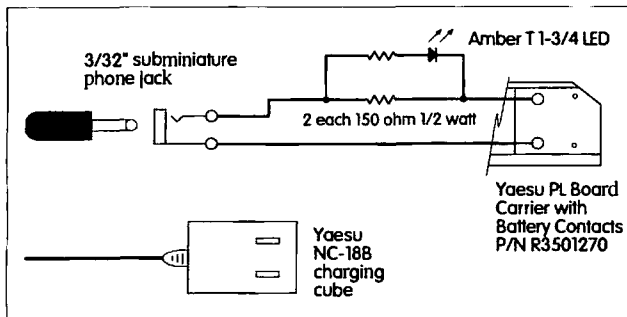 Amber T 1-3/4 LED
3/32" subminiature
phone jack
2 each 150 ohm 1/2 watt
Yaesu PL Board
Carrier with
Battery Contacts
P/N R3501270
Yaesu
NC-18B
charging
cube